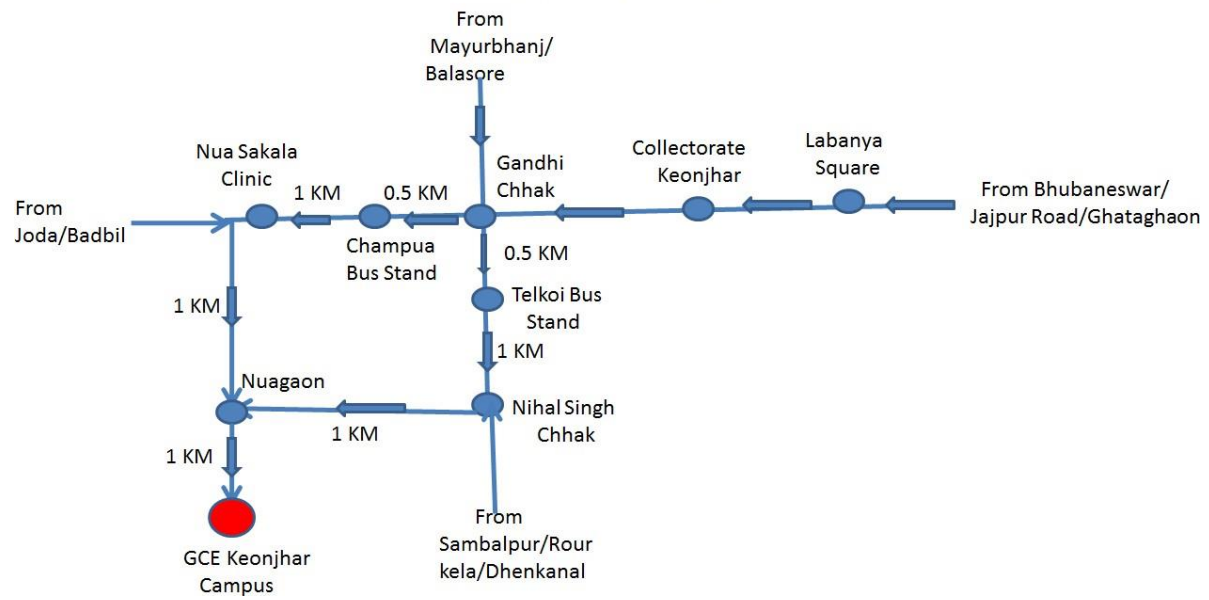 From
Mayurbhanj/
Balasore
Nua Sakala
Clinic
Gandhi
Chhak
Collectorate
Keonjhar
Labanya
Square
From
Joda/Badbil
1 KM
0.5 KM
From Bhubaneswar/
Jajpur Road/Ghataghaon
Champua
Bus Stand
0.5 KM
1 KM
Telkoi Bus
Stand
1 KM
Nuagaon
Nihal Singh
Chhak
1 KM
1 KM
From
Sambalpur/Rour
kela/Dhenkanal
GCE Keonjhar
Campus